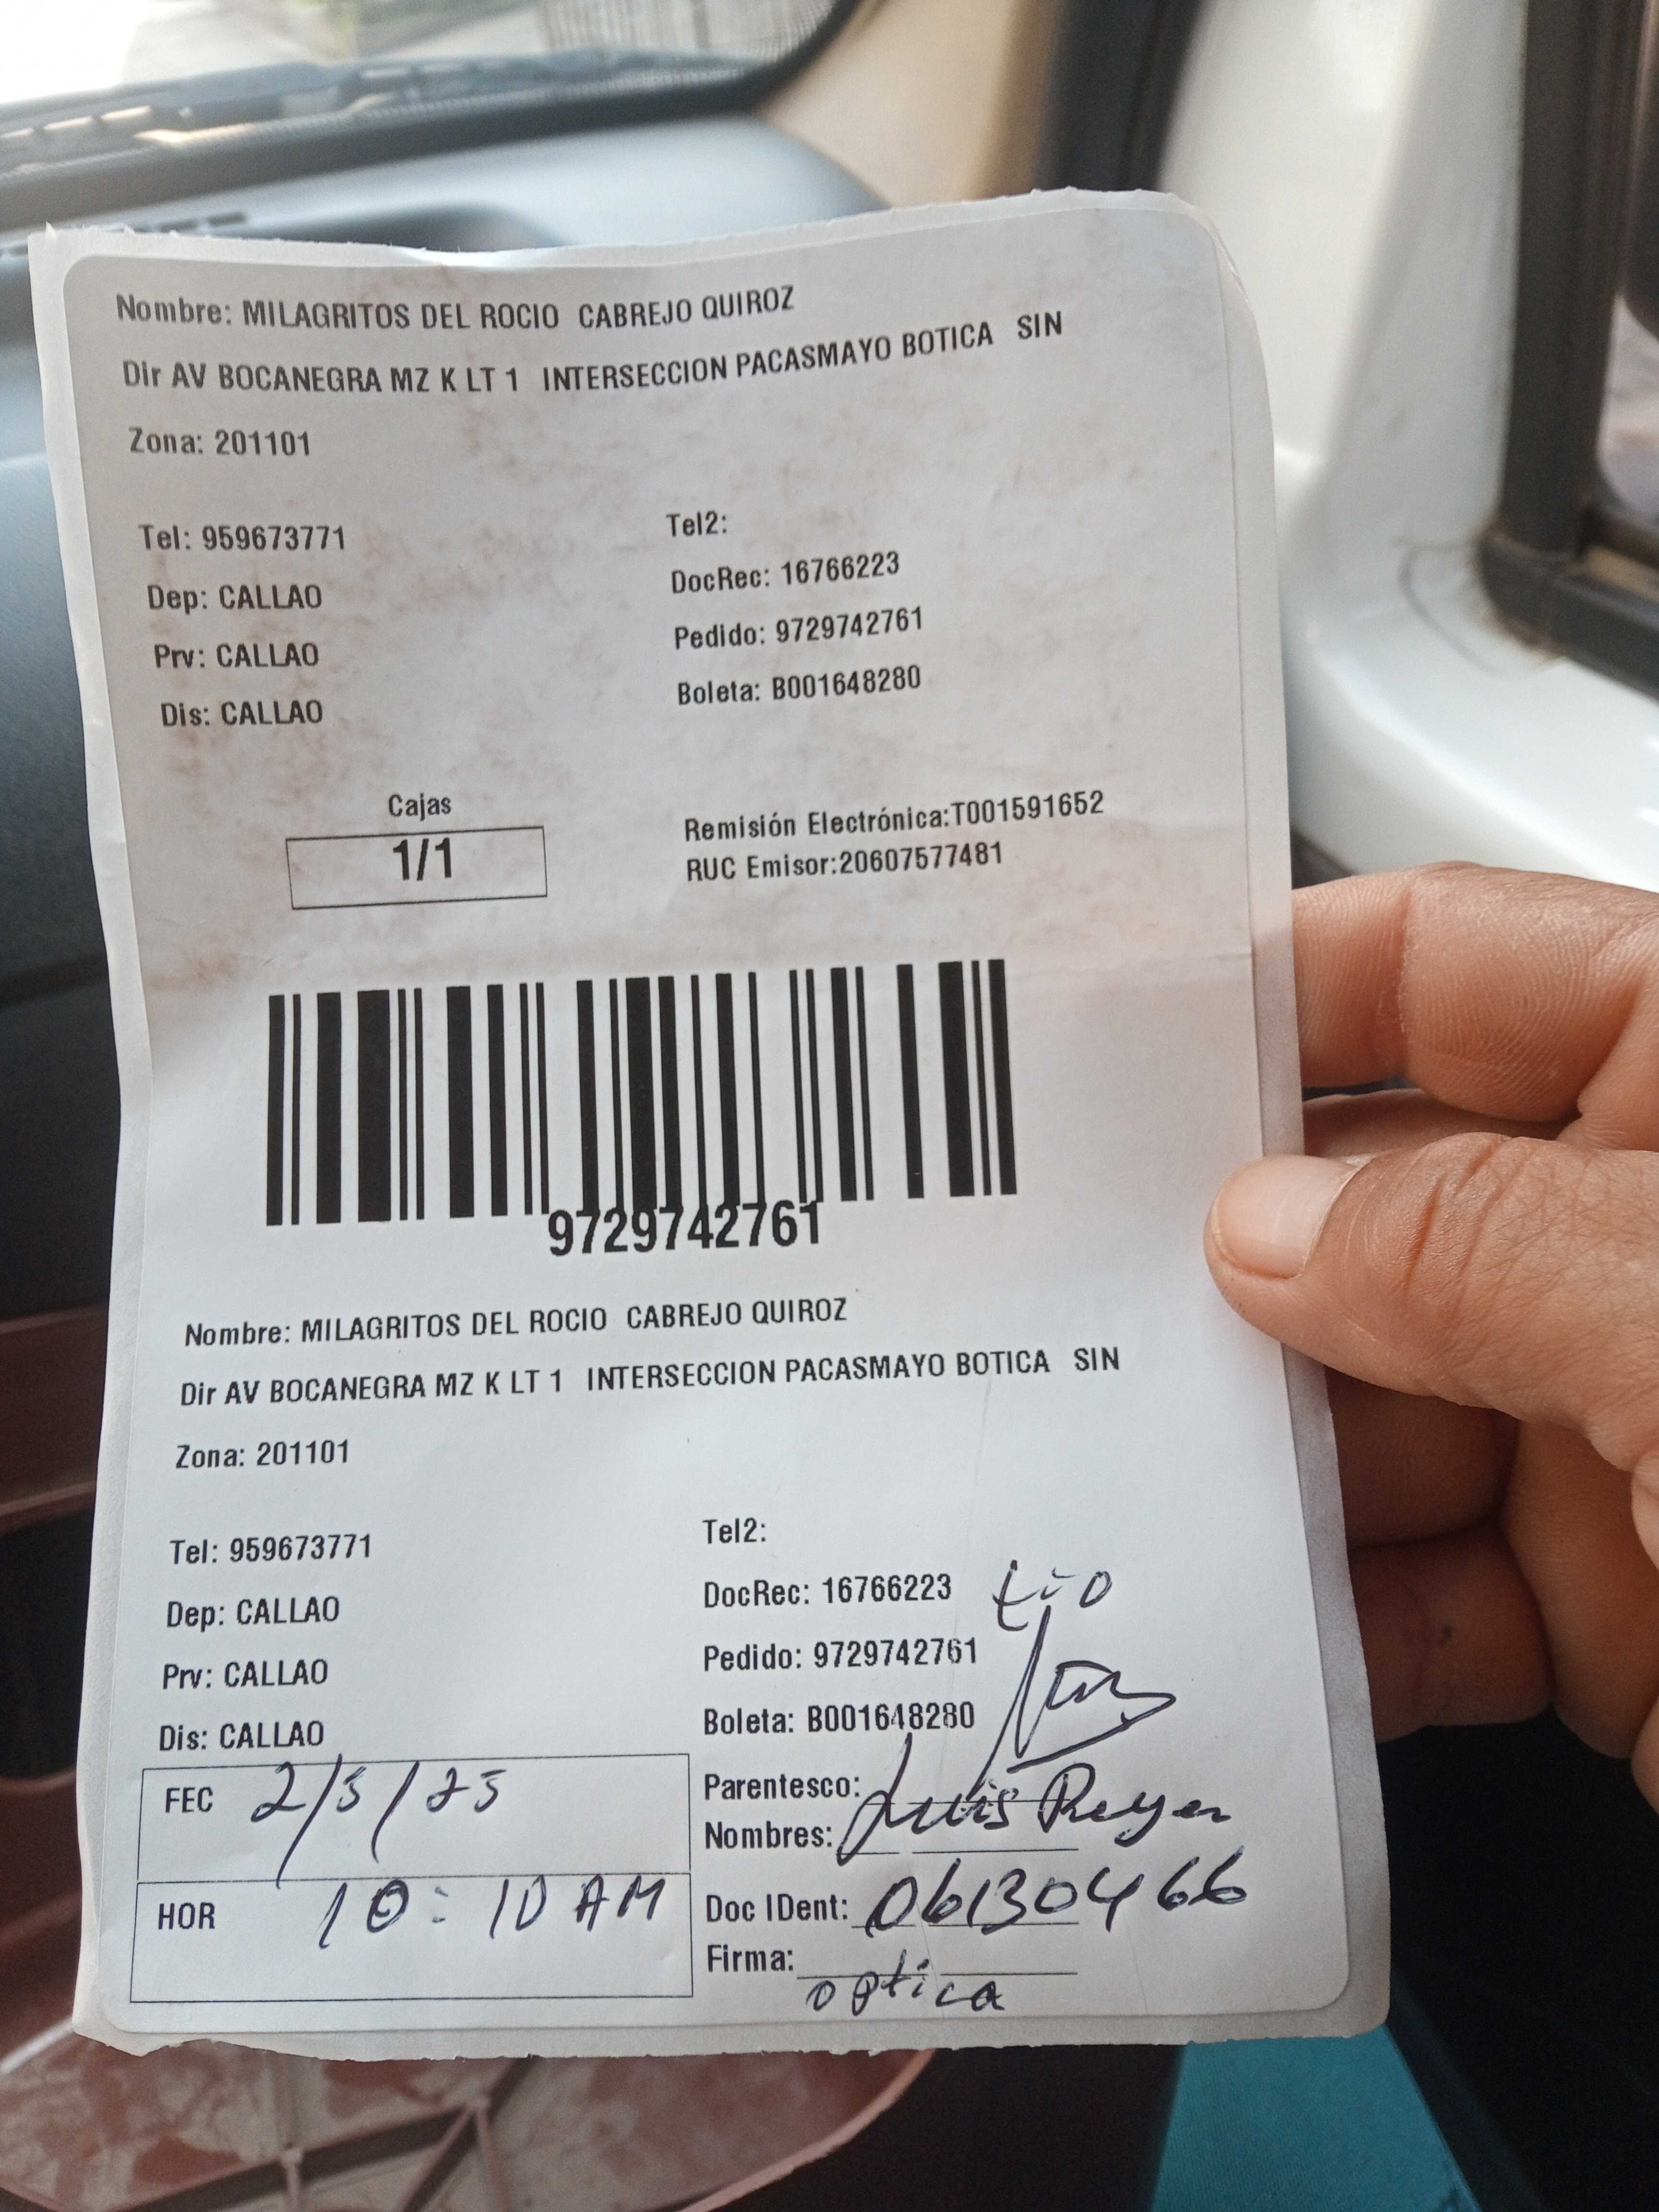 Nombre: MILAGRITOS DEL ROCIO CABREJO QUIROZ
Dir AV BOCANEGRA MZ K LT 1 INTERSECCION PACASMAYO BOTICA SIN
Zona: 201101
Tel: 959673771
Tel2:
Dep: CALLAO
DocRec: 16766223
Prv: CALLAO
Pedido: 9729742761
Dis: CALLAO
Boleta: B001648280
Cajas
1/1
Remisión Electrónica:T001591652
RUC Emisor:20607577481
9729742761
Nombre: MILAGRITOS DEL ROCIO CABREJO QUIROZ
Dir AV BOCANEGRA MZ K LT 1 INTERSECCION PACASMAYO BOTICA SIN
Zona: 201101
Tel: 959673771
Tel2:
Dep: CALLAO
DocRec: 16766223 tío
Prv: CALLAO
Pedido: 9729742761
Dis: CALLAO
Boleta: B001648280
FEC 2/5/25
Parentesco:
Nombres: Luis Reyes
HOR 10:10 AM
Doc IDent: 06130466
Firma:
optica